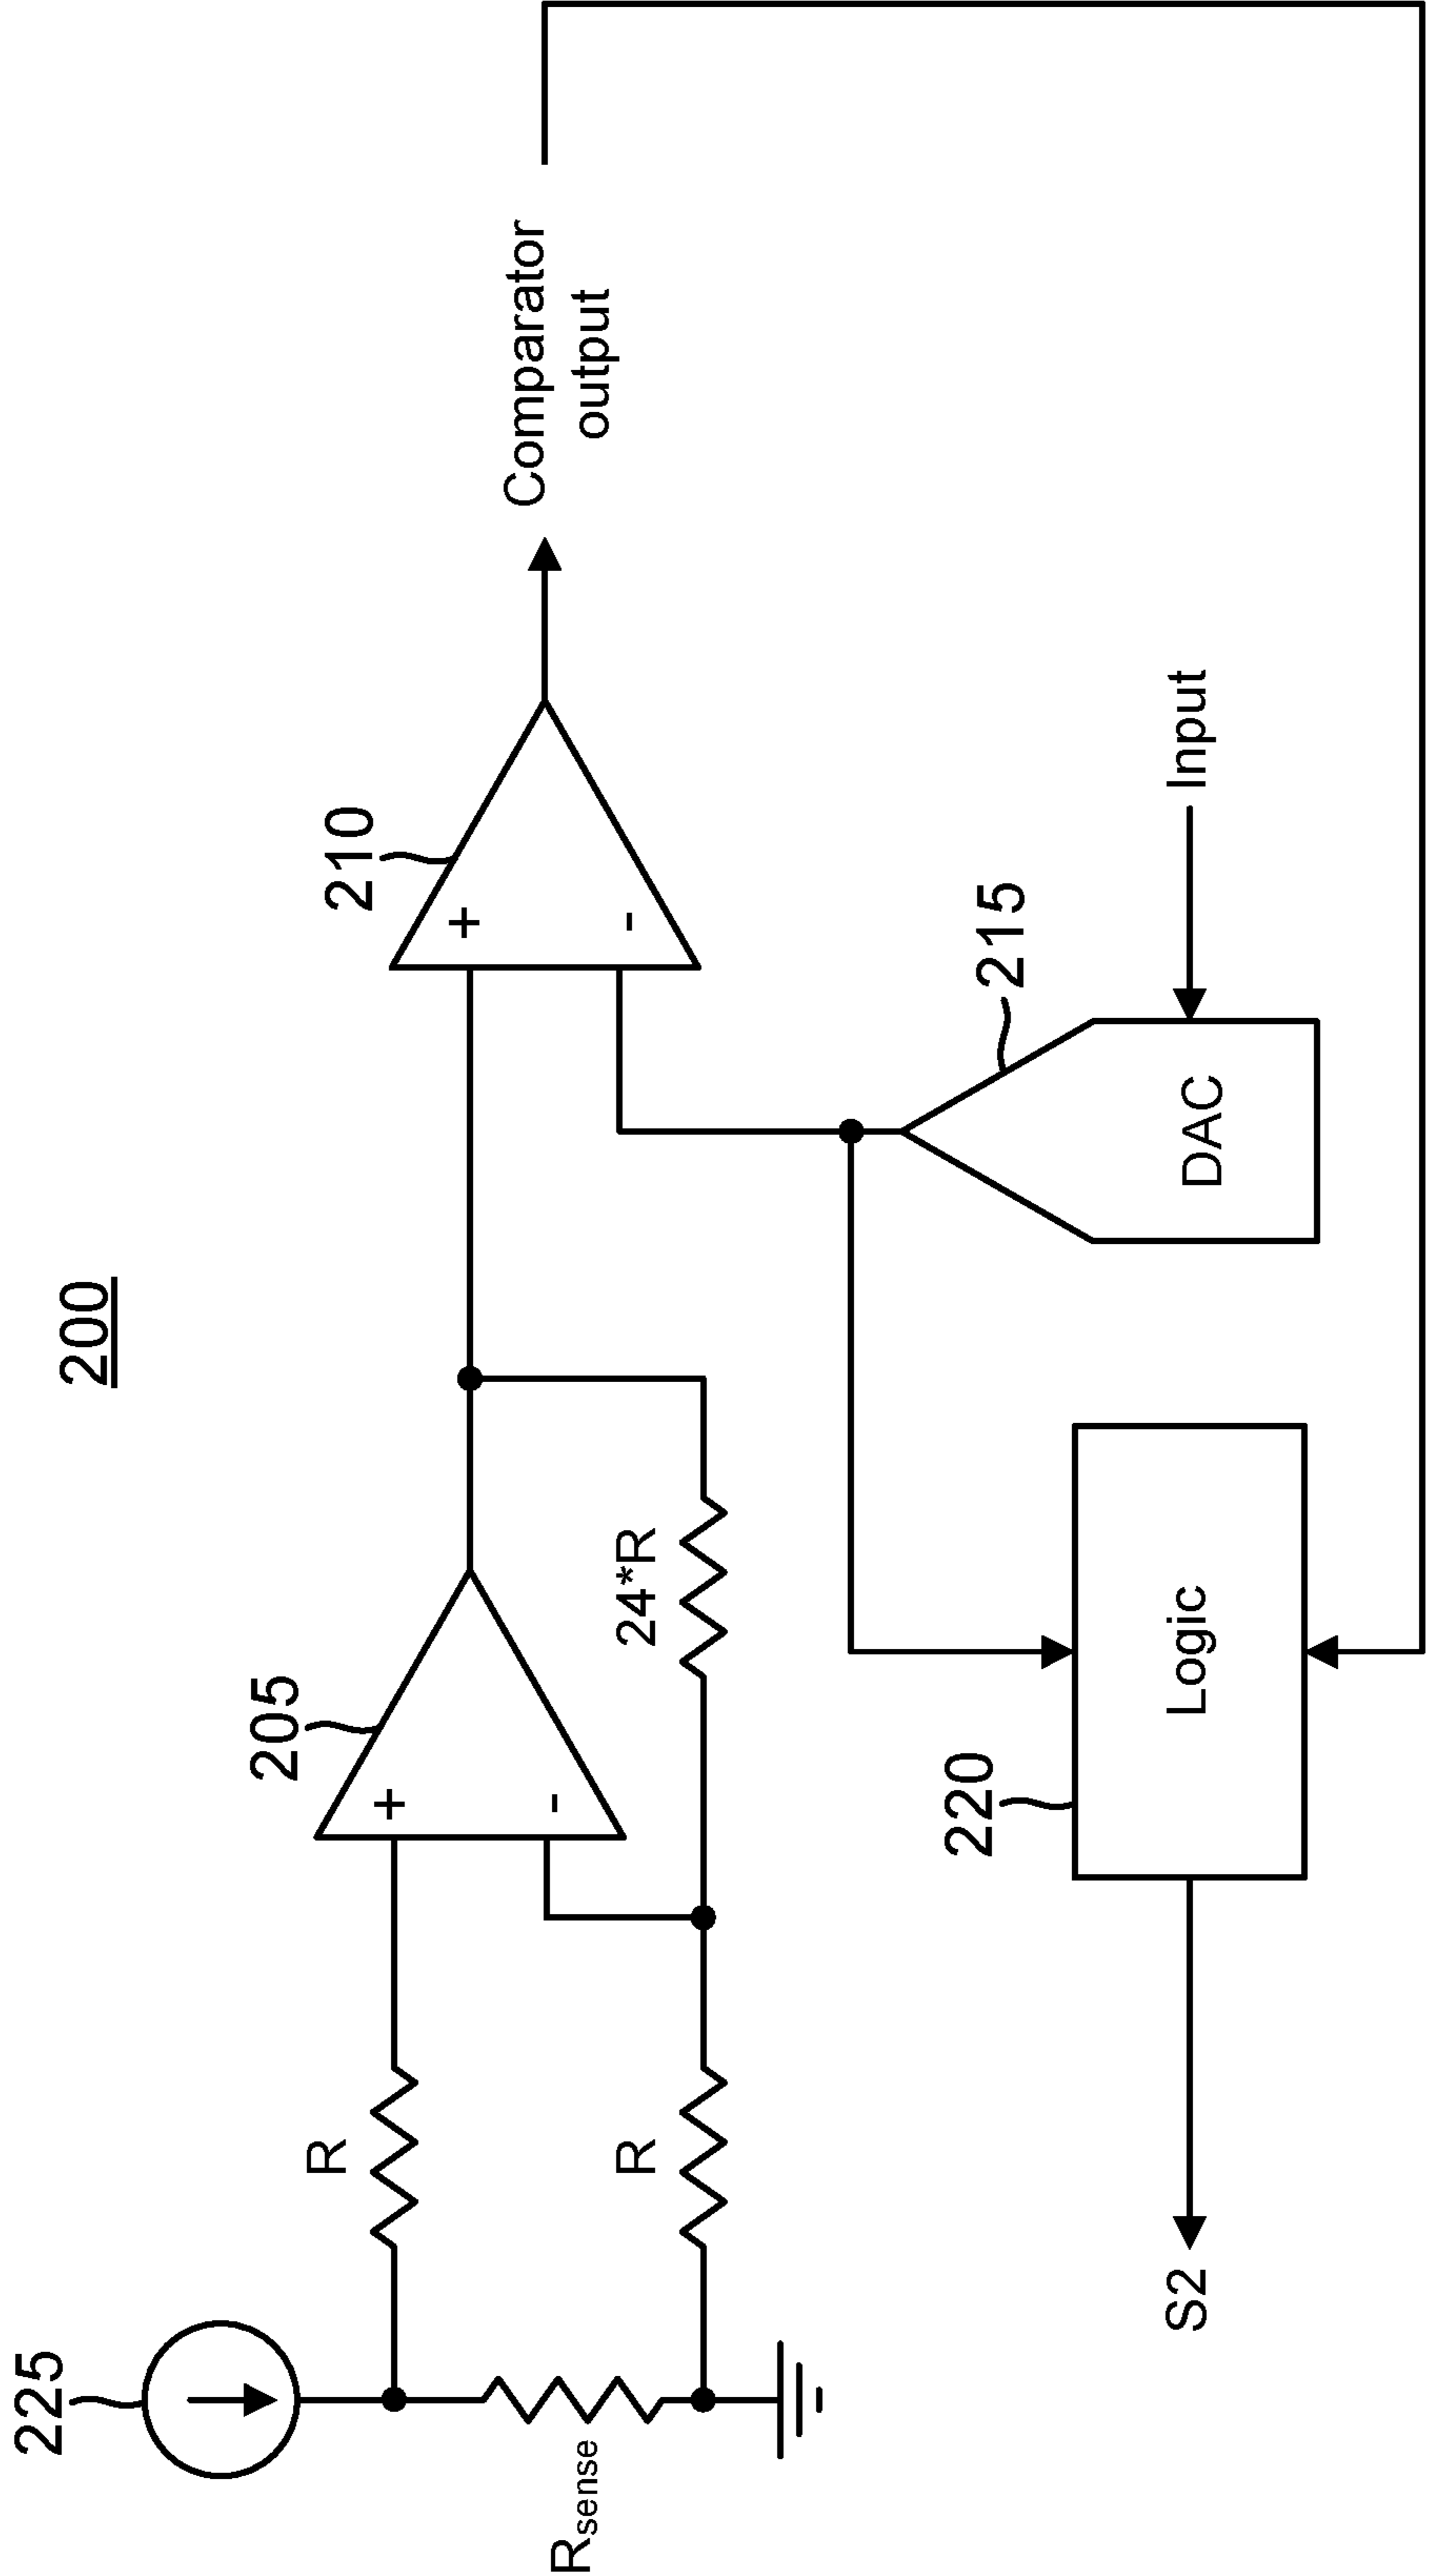 200
225
R
Rsense
R
205
+
-
24*R
210
+
-
Comparator
output
215
DAC
Input
220
Logic
S2